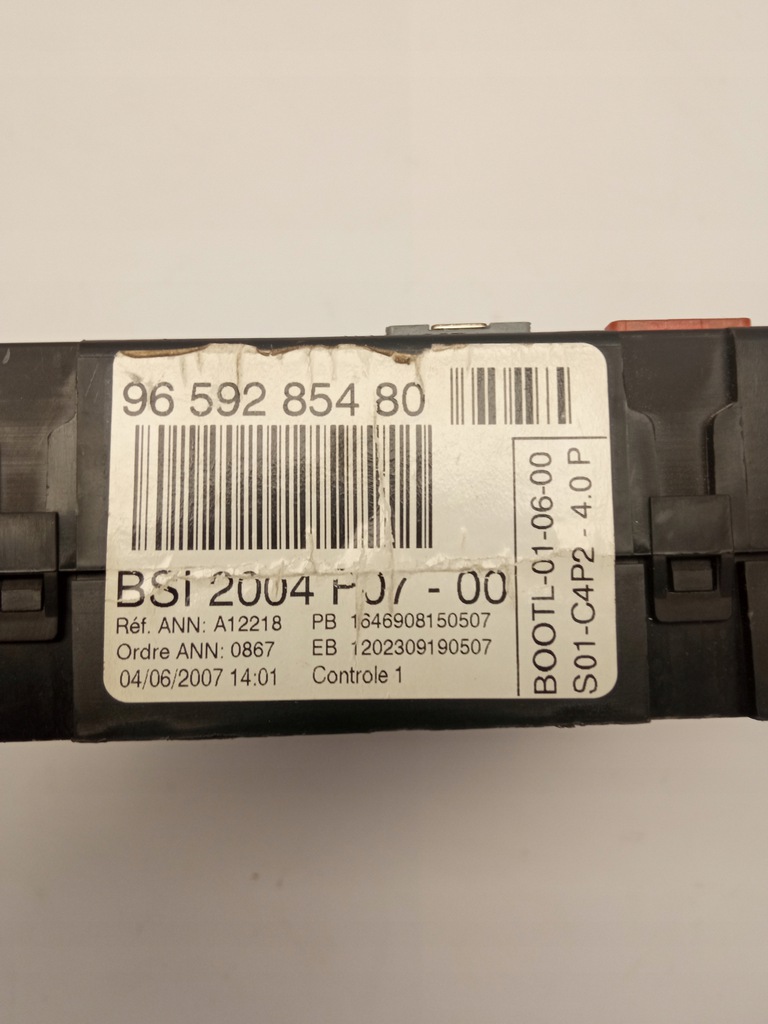 96 592 854 80
BSI 2004 P07 - 00
Réf. ANN: A12218 PB 1646908150507
Ordre ANN: 0867 EB 1202309190507
04/06/2007 14:01 Controle 1
BOOTL-01-06-00
S01-C4P2 - 4.0 P